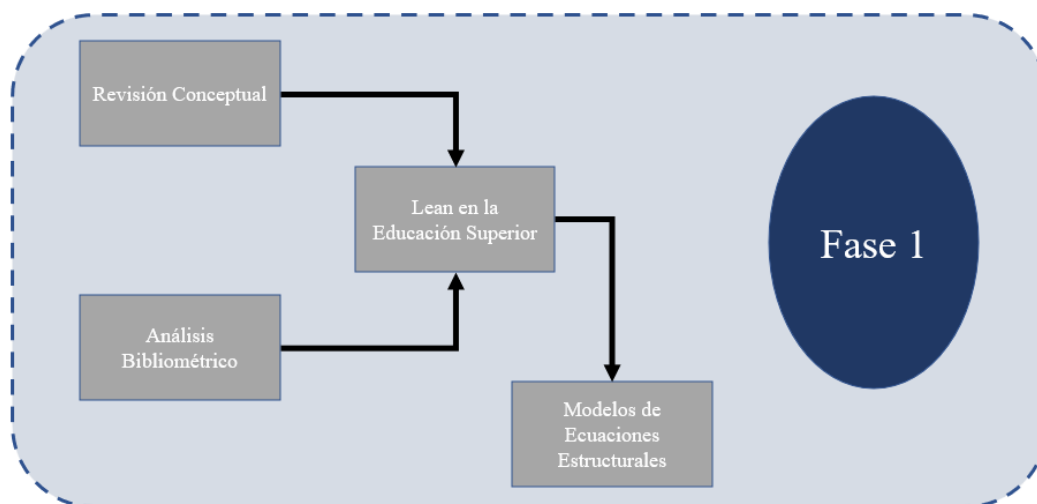 Revisión Conceptual
Lean en la
Educación Superior
Fase 1
Análisis
Bibliométrico
Modelos de
Ecuaciones
Estructurales